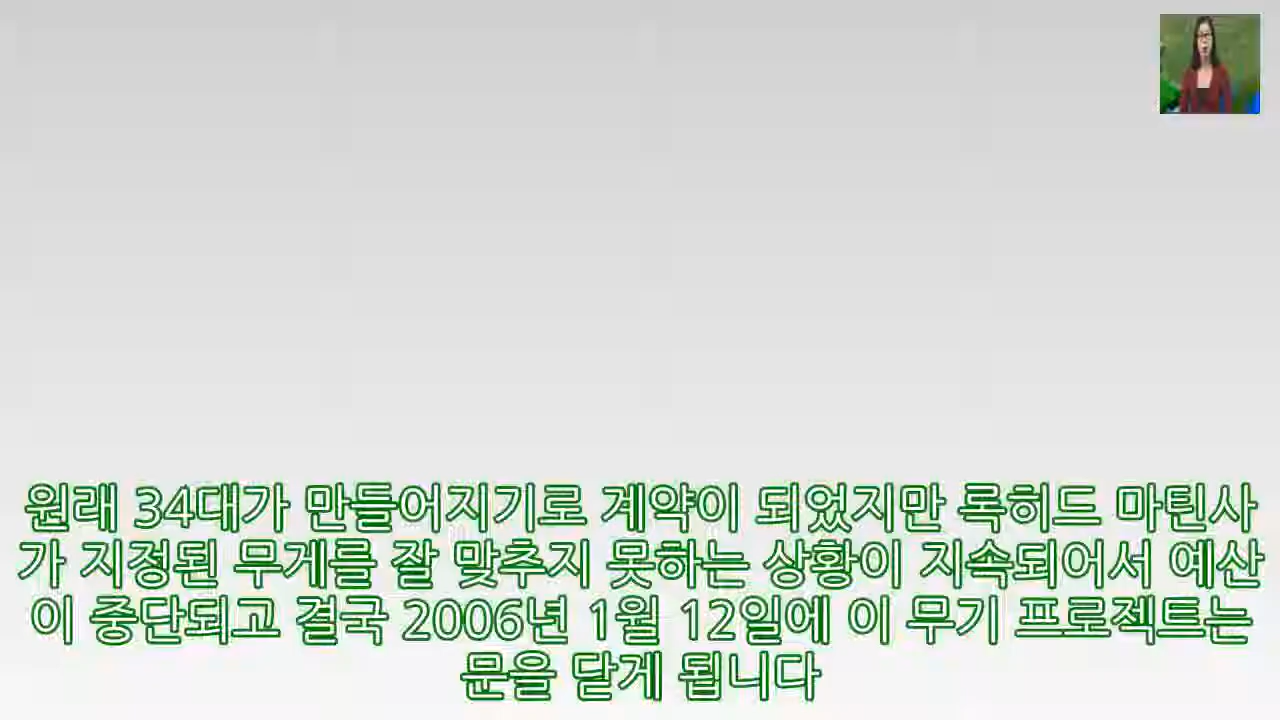 원래 34대가 만들어지기로 계약이 되었지만 록히드 마틴사
가 지정된 무게를 잘 맞추지 못하는 상황이 지속되어서 예산
이 중단되고 결국 2006년 1월 12일에 이 무기 프로젝트는
문을 닫게 됩니다